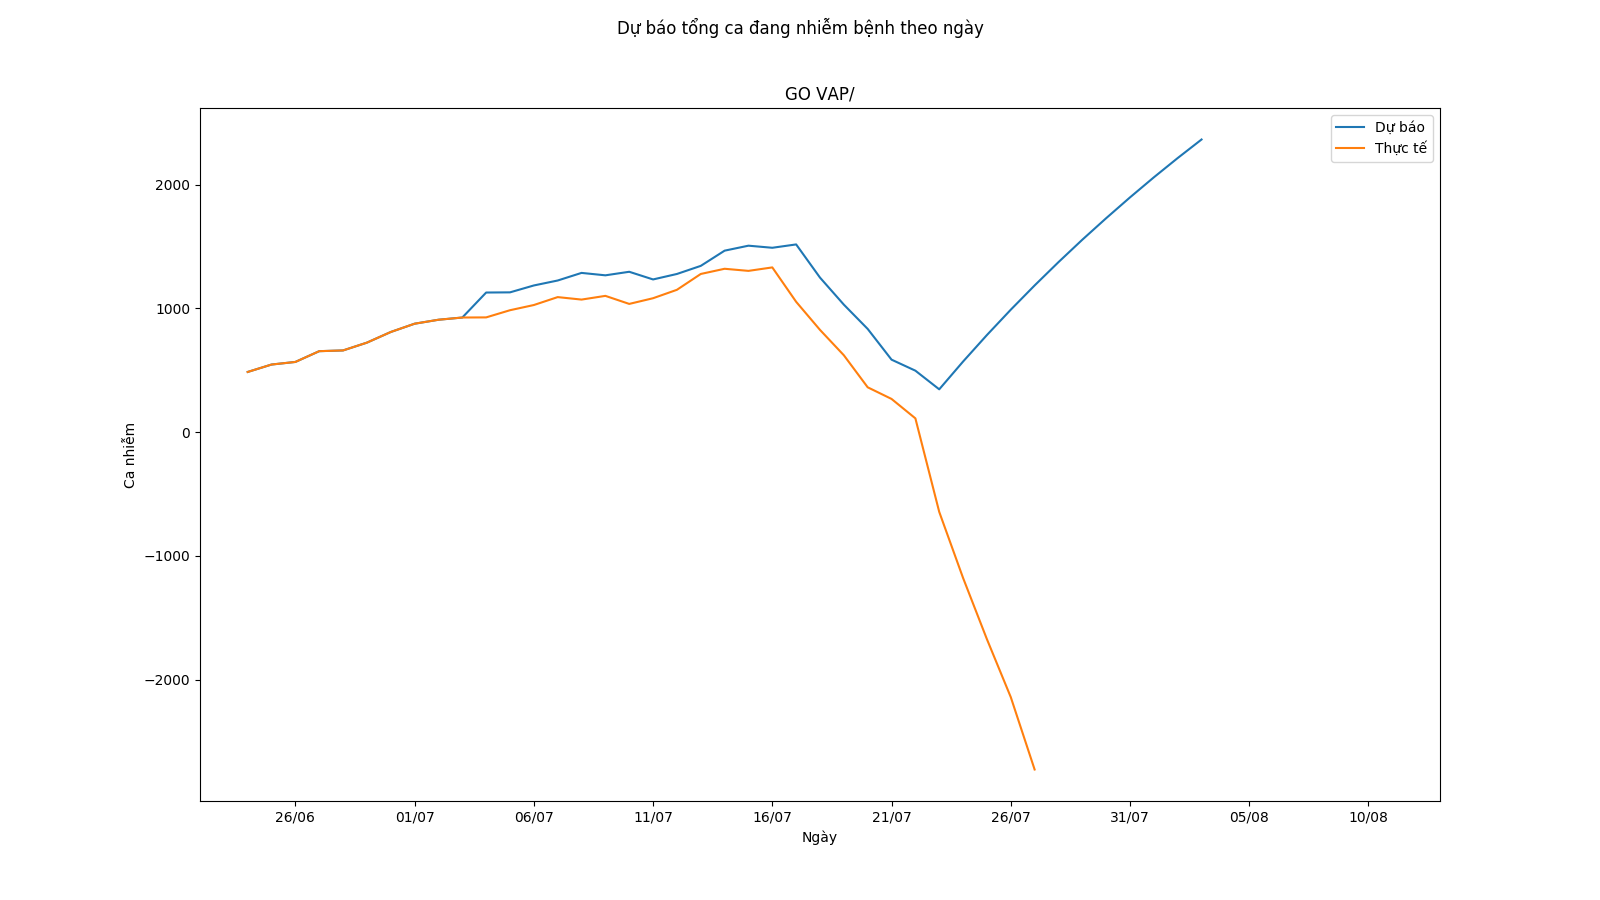 Dự báo tổng ca đang nhiễm bệnh theo ngày
GO VAP/
Dự báo
Thực tế
2000
1000
0
−1000
−2000
Ca nhiễm
26/06 01/07 06/07 11/07 16/07 21/07 26/07 31/07 05/08 10/08
Ngày